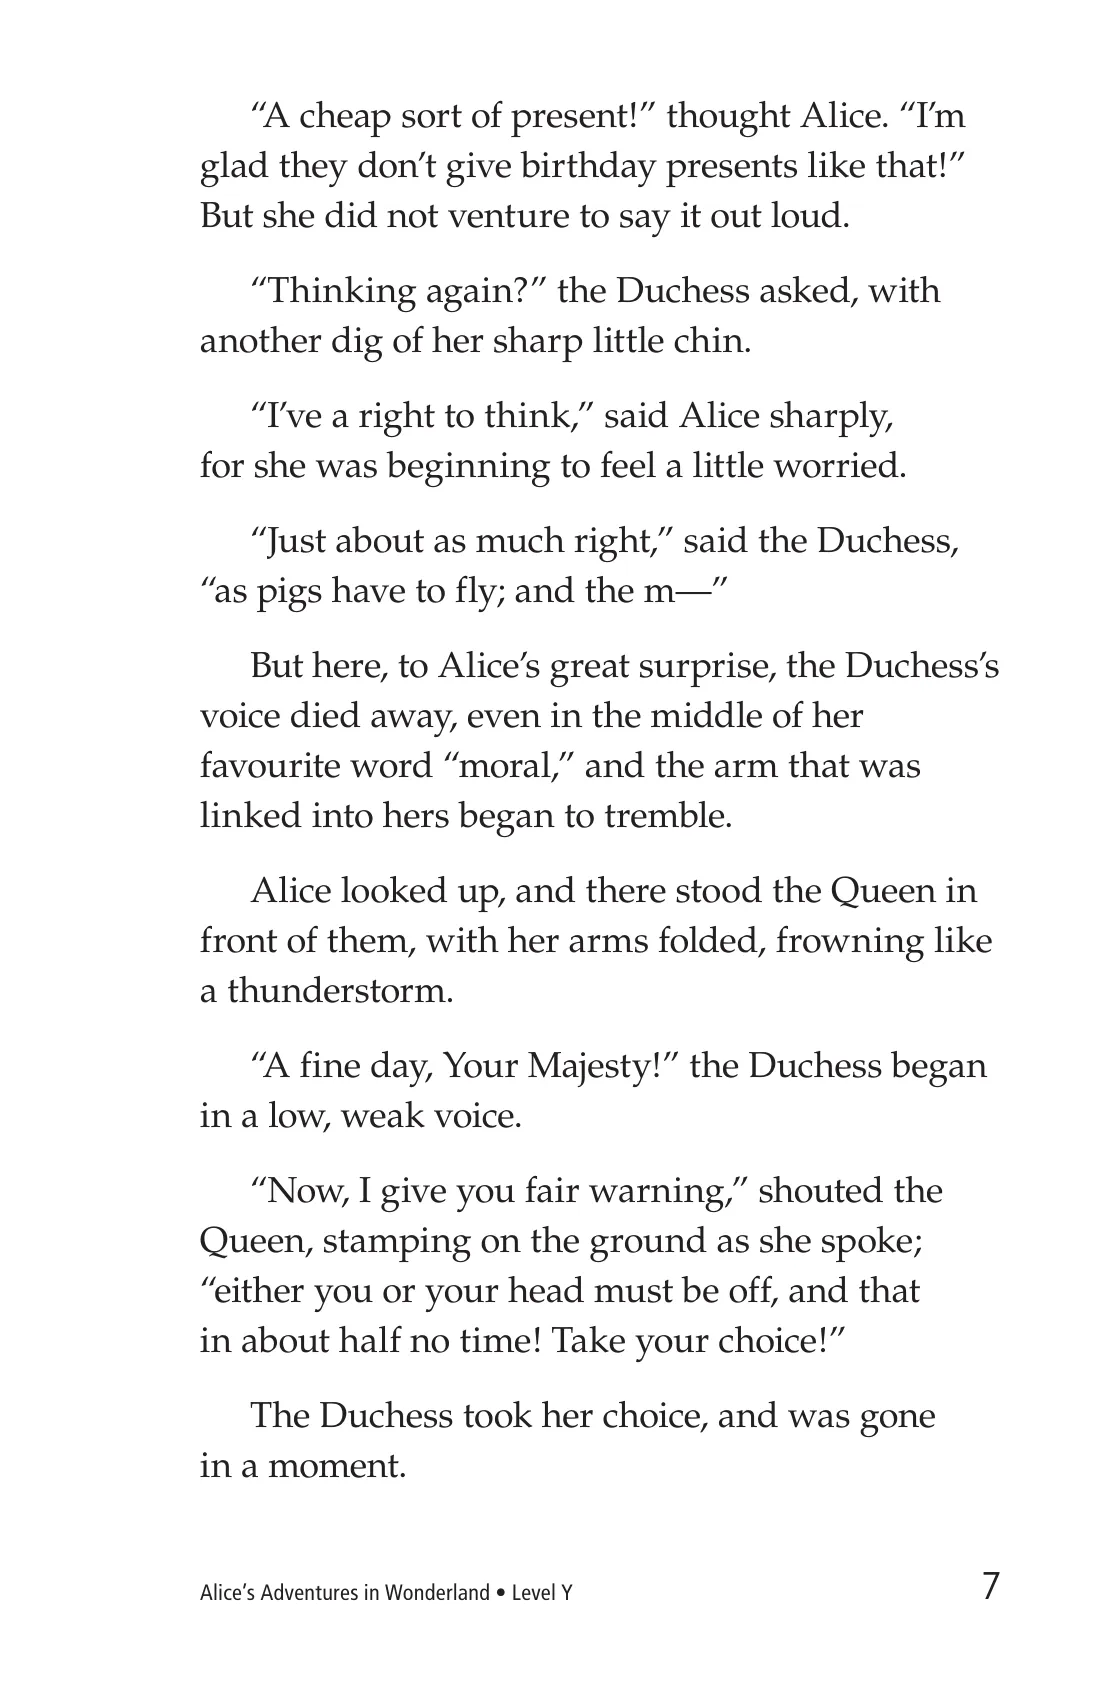 “A cheap sort of present!” thought Alice. “I’m
glad they don’t give birthday presents like that!”
But she did not venture to say it out loud.
“Thinking again?” the Duchess asked, with
another dig of her sharp little chin.
“I’ve a right to think,” said Alice sharply,
for she was beginning to feel a little worried.
“Just about as much right,” said the Duchess,
“as pigs have to fly; and the m—”
But here, to Alice’s great surprise, the Duchess’s
voice died away, even in the middle of her
favourite word “moral,” and the arm that was
linked into hers began to tremble.
Alice looked up, and there stood the Queen in
front of them, with her arms folded, frowning like
a thunderstorm.
“A fine day, Your Majesty!” the Duchess began
in a low, weak voice.
“Now, I give you fair warning,” shouted the
Queen, stamping on the ground as she spoke;
“either you or your head must be off, and that
in about half no time! Take your choice!”
The Duchess took her choice, and was gone
in a moment.
Alice’s Adventures in Wonderland • Level Y 7